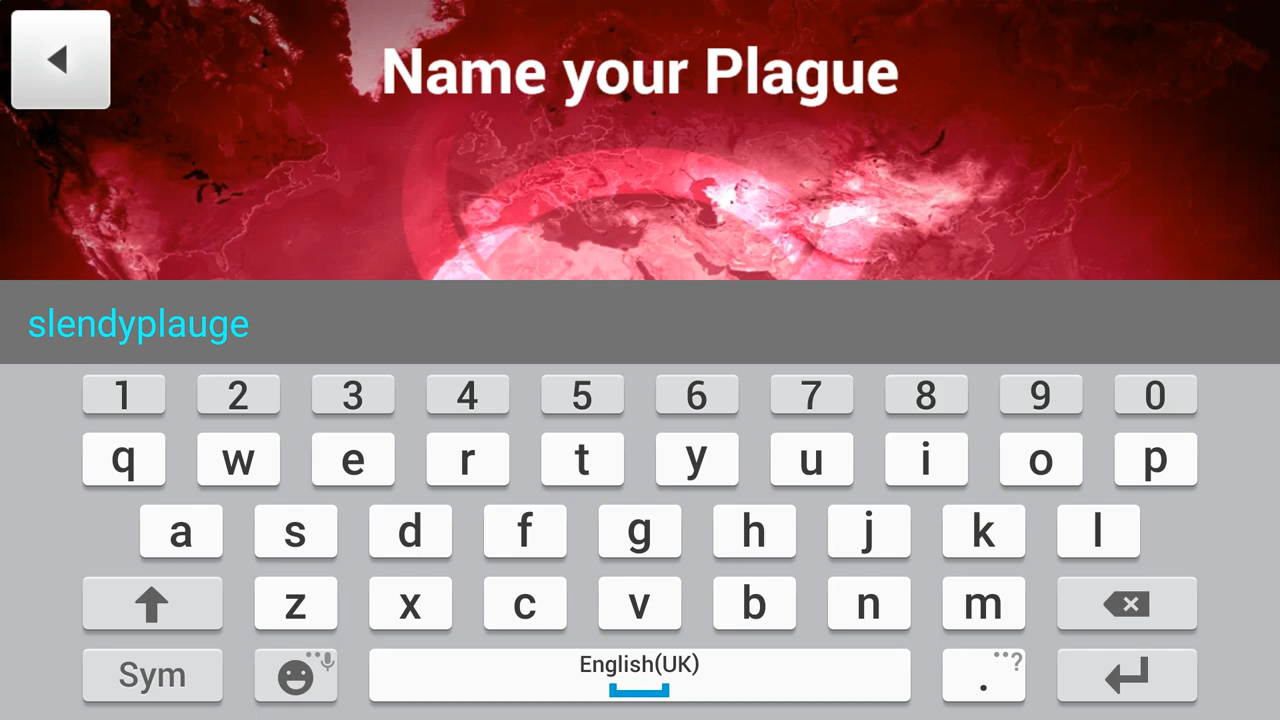 Name your Plague
slendyplauge
1 2 3 4 5 6 7 8 9 0
q w e r t y u i o p
a s d f g h j k l
z x c v b n m
Sym English(UK) . ?